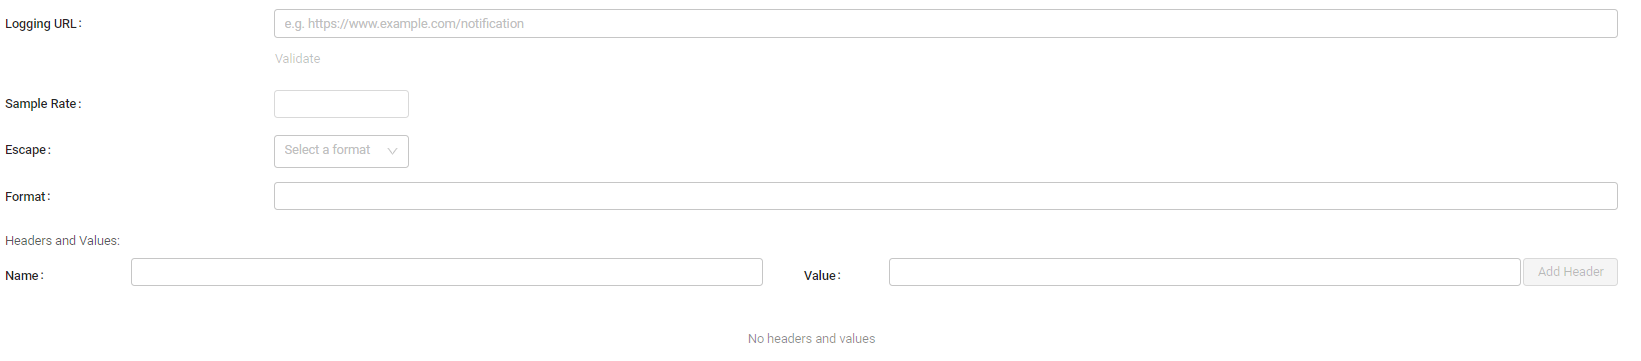 Logging URL: e.g. https://www.example.com/notification
Validate
Sample Rate:
Escape: Select a format
Format:
Headers and Values:
Name: Value: Add Header
No headers and values